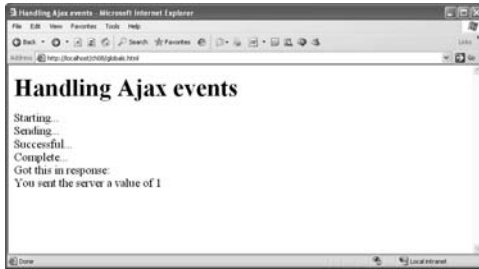 Handling Ajax events - Microsoft Internet Explorer
File Edit View Favorites Tools Help
Back Search Favorites
Address http://localhost/ch08/globals.html Go
Links
Handling Ajax events
Starting...
Sending...
Successful...
Complete...
Got this in response:
You sent the server a value of 1
Done Local intranet